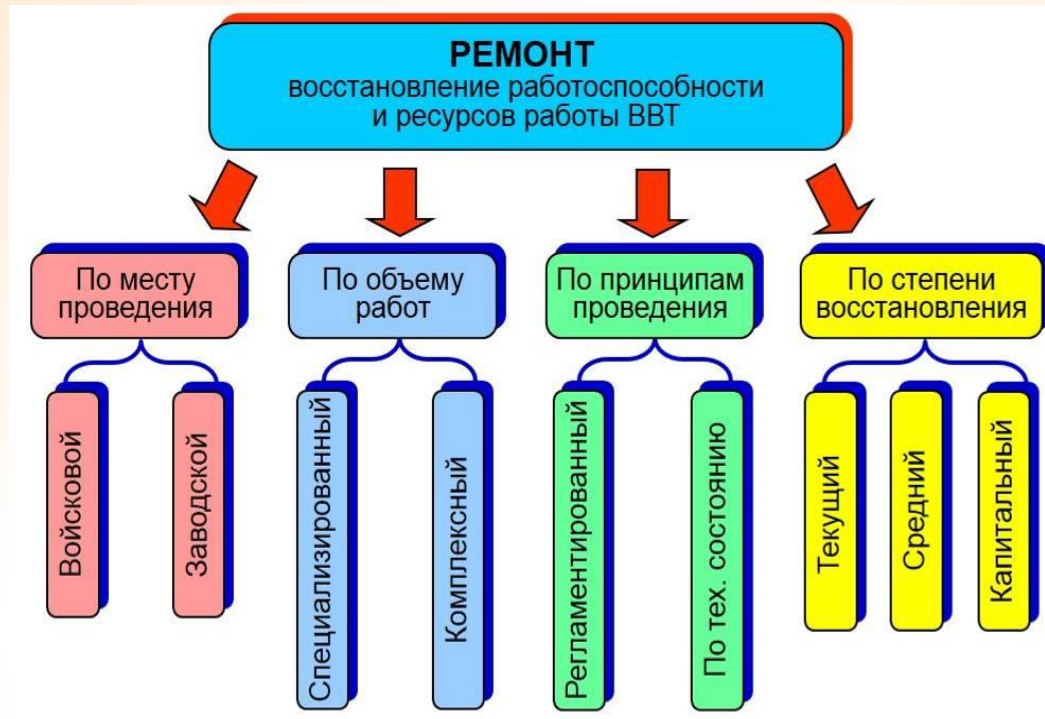 РЕМОНТ
восстановление работоспособности
и ресурсов работы ВВТ
По месту
проведения
По объему
работ
По принципам
проведения
По степени
восстановления
Войсковой
Заводской
Специализированный
Комплексный
Регламентированный
По тех. состоянию
Текущий
Средний
Капитальный